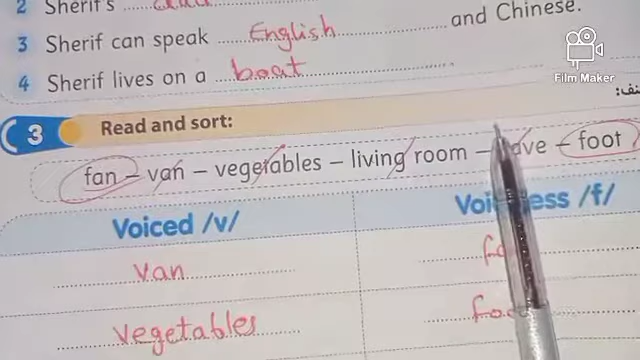 2 Sherif's
3 Sherif can speak English and Chinese.
4 Sherif lives on a boat
Film Maker
3 Read and sort:
fan – van – vegetables – living room – – foot
Voiced /v/ /f/
van
vegetables